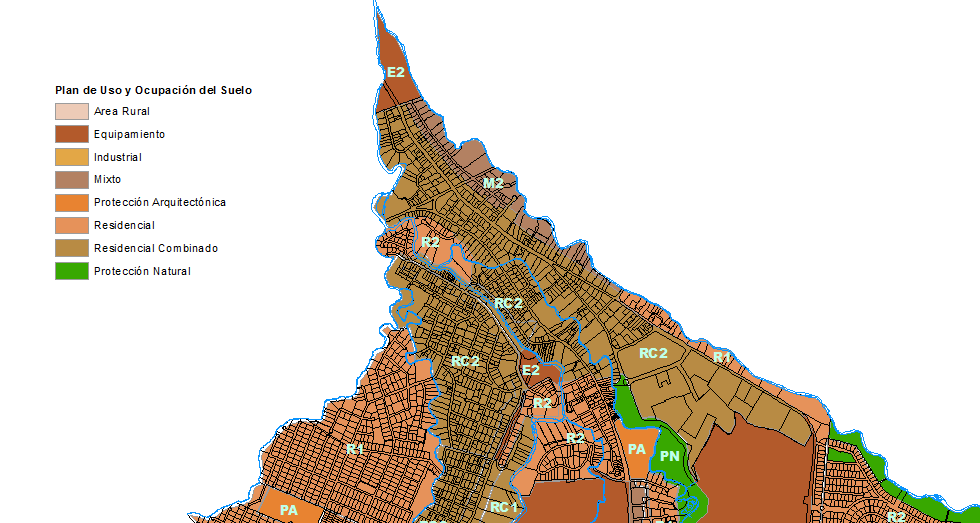 Plan de Uso y Ocupación del Suelo
Area Rural
Equipamiento
Industrial
Mixto
Protección Arquitectónica
Residencial
Residencial Combinado
Protección Natural
E2
M2
R2
RC2
RC2
R1
RC2
E2
R2
R2
R1
PA
PN
RC1
PA
R2